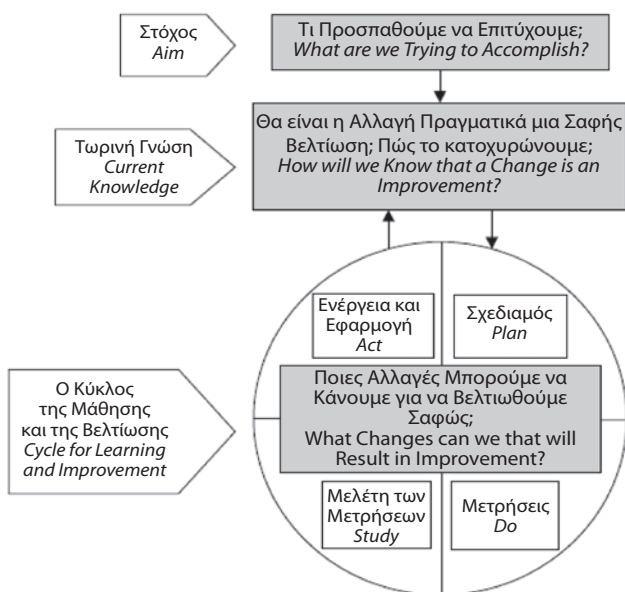 Στόχος
Aim
Τι Προσπαθούμε να Επιτύχουμε;
What are we Trying to Accomplish?
Τωρινή Γνώση
Current
Knowledge
Θα είναι η Αλλαγή Πραγματικά μια Σαφής
Βελτίωση; Πώς το κατοχυρώνουμε;
How will we Know that a Change is an
Improvement?
Ενέργεια και
Εφαρμογή
Act
Σχεδιαμός
Plan
Ο Κύκλος
της Μάθησης
και της Βελτίωσης
Cycle for Learning
and Improvement
Ποιες Αλλαγές Μπορούμε να
Κάνουμε για να Βελτιωθούμε
Σαφώς;
What Changes can we that will
Result in Improvement?
Μελέτη των
Μετρήσεων
Study
Μετρήσεις
Do